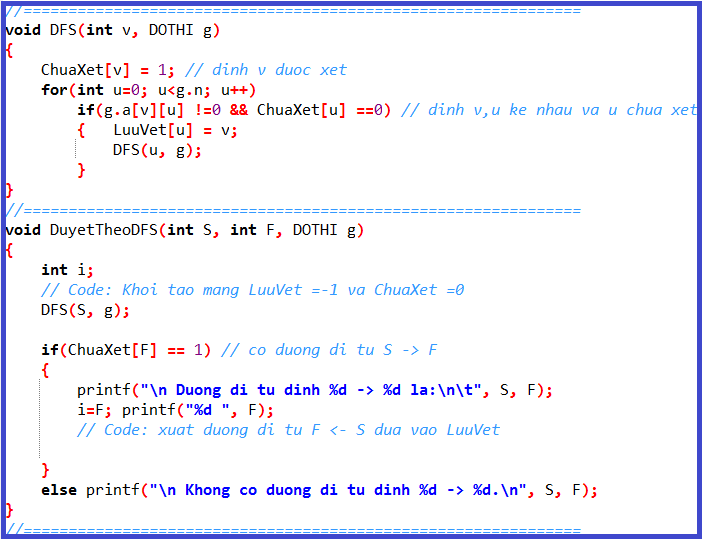 //==============================================================
void DFS(int v, DOTHI g)
{
    ChuaXet[v] = 1; // dinh v duoc xet
    for(int u=0; u<g.n; u++)
        if(g.a[v][u] !=0 && ChuaXet[u] ==0) // dinh v,u ke nhau va u chua xet
        {   LuuVet[u] = v;
            DFS(u, g);
        }
}
//==============================================================
void DuyetTheoDFS(int S, int F, DOTHI g)
{
    int i;
    // Code: Khoi tao mang LuuVet =-1 va ChuaXet =0
    DFS(S, g);
    if(ChuaXet[F] == 1) // co duong di tu S -> F
    {
        printf("\n Duong di tu dinh %d -> %d la:\n\t", S, F);
        i=F; printf("%d ", F);
        // Code: xuat duong di tu F <- S dua vao LuuVet
    }
    else printf("\n Khong co duong di tu dinh %d -> %d.\n", S, F);
}
//==============================================================